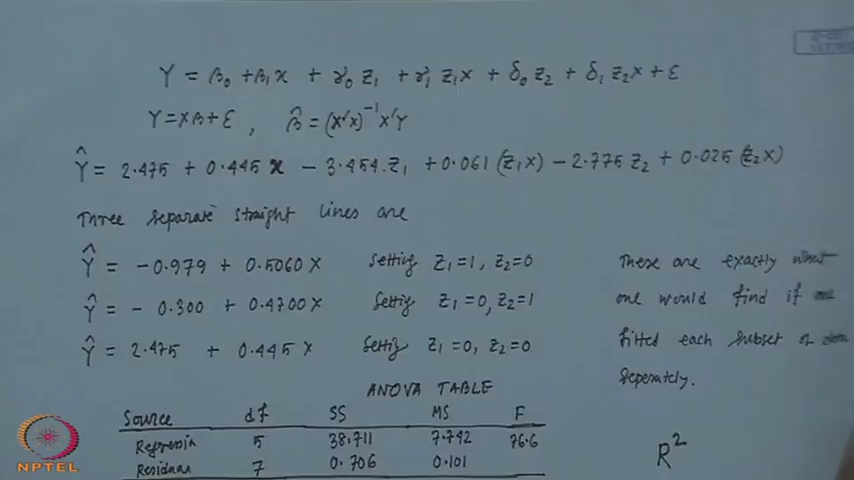 Y = β₀ + β₁x + γ₀ z₁ + γ₁ z₁x + δ₀ z₂ + δ₁ z₂x + ε
Y = Xβ + ε , β̂ = (X'X)⁻¹ X'Y
Ŷ = 2.475 + 0.445 x − 3.454. z₁ + 0.061 (z₁x) − 2.775 z₂ + 0.025 (z₂x)
Three separate straight lines are
Ŷ = −0.979 + 0.5060 x Setting z₁=1, z₂=0
Ŷ = − 0.300 + 0.4700 x Setting z₁=0, z₂=1
Ŷ = 2.475 + 0.445 x Setting z₁=0, z₂=0
These are exactly what
one would find if one
fitted each subset of
seperately.
ANOVA TABLE
Source df SS MS F
Regression 5 38.711 7.742 76.6
Residual 7 0.706 0.101
R²
NPTEL